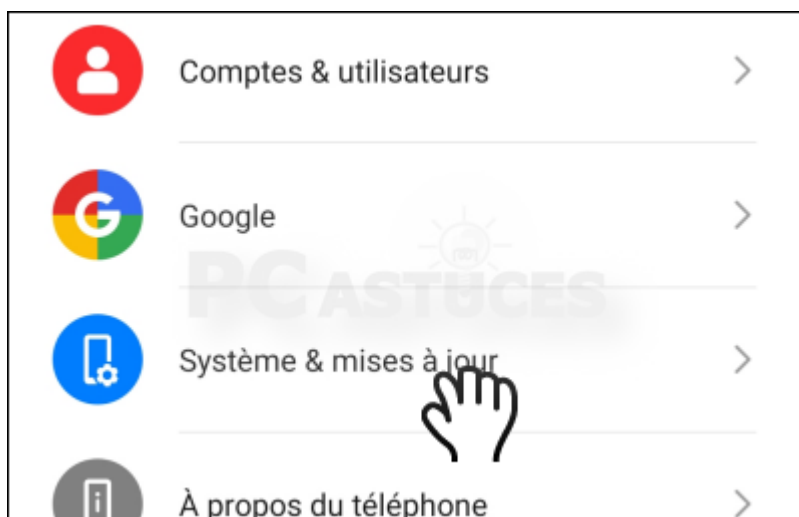 Comptes & utilisateurs
Google
PC ASTUCES
Système & mises à jour
À propos du téléphone